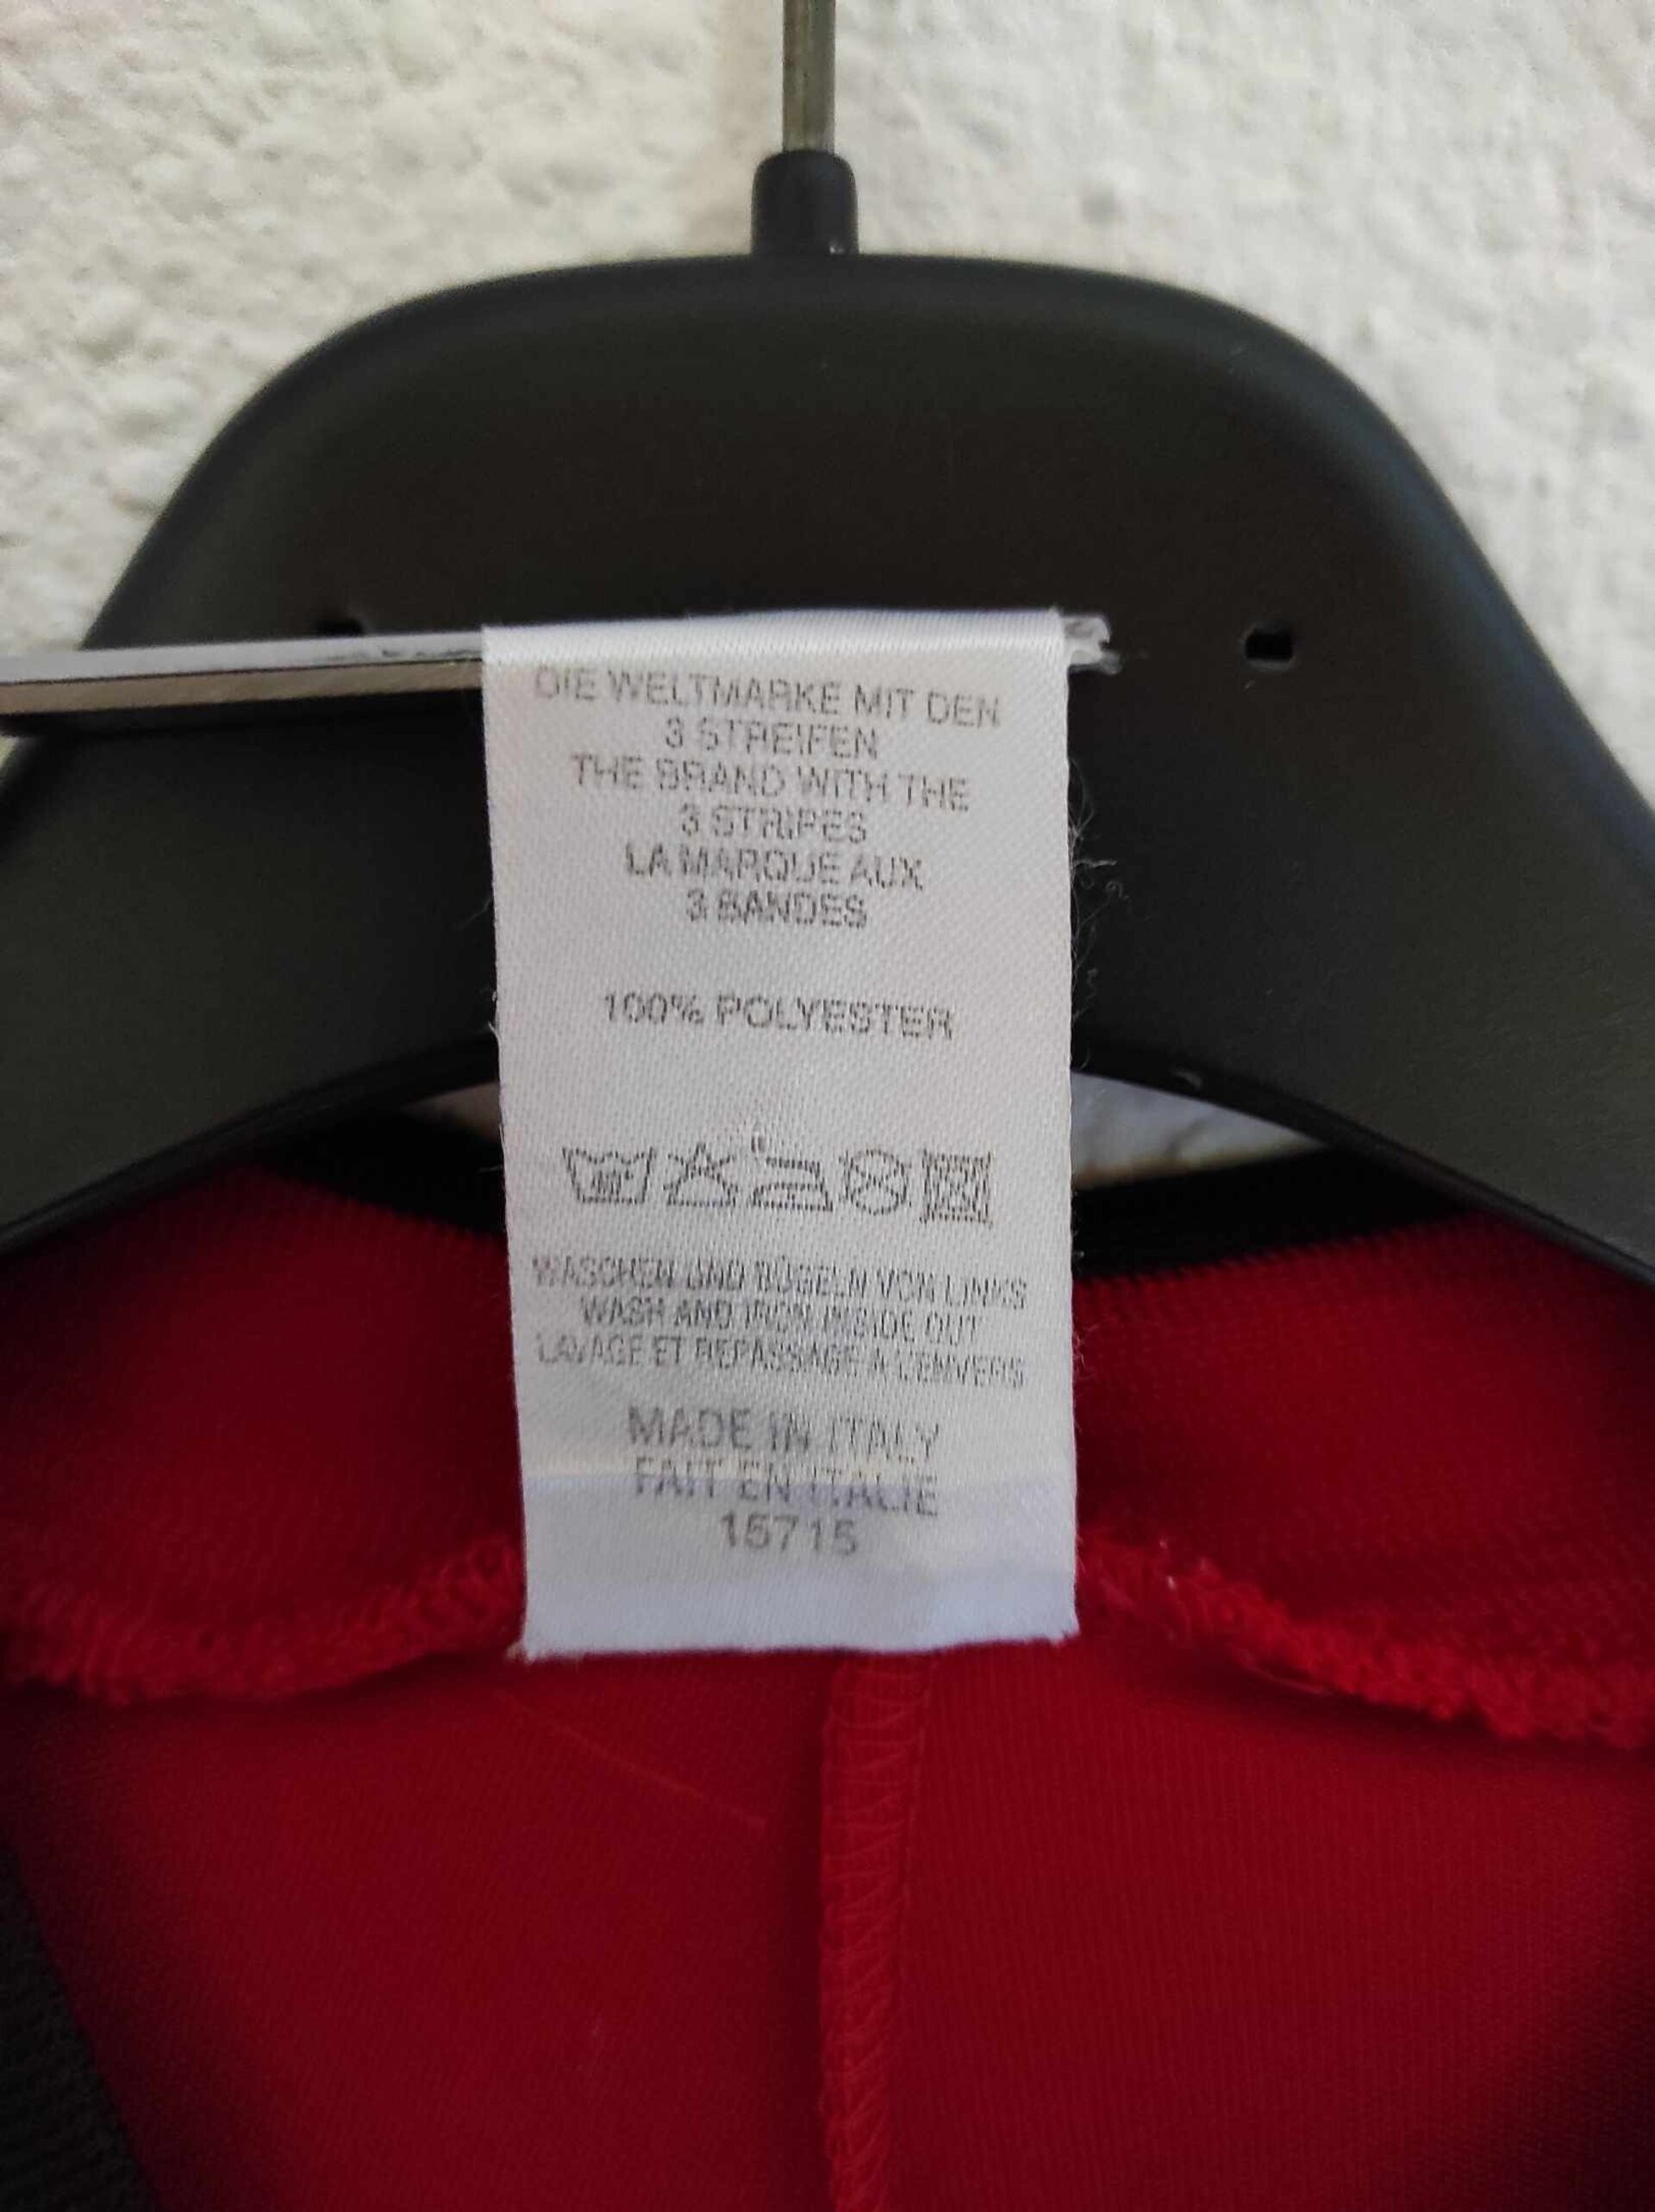 DIE WELTMARKE MIT DEN
3 STREIFEN
THE BRAND WITH THE
3 STRIPES
LA MARQUE AUX
3 BANDES
100% POLYESTER
40°
WASCHEN UND BÜGELN VON LINKS
WASH AND IRON INSIDE OUT
LAVAGE ET REPASSAGE A L'ENVERS
MADE IN ITALY
FAIT EN ITALIE
15715